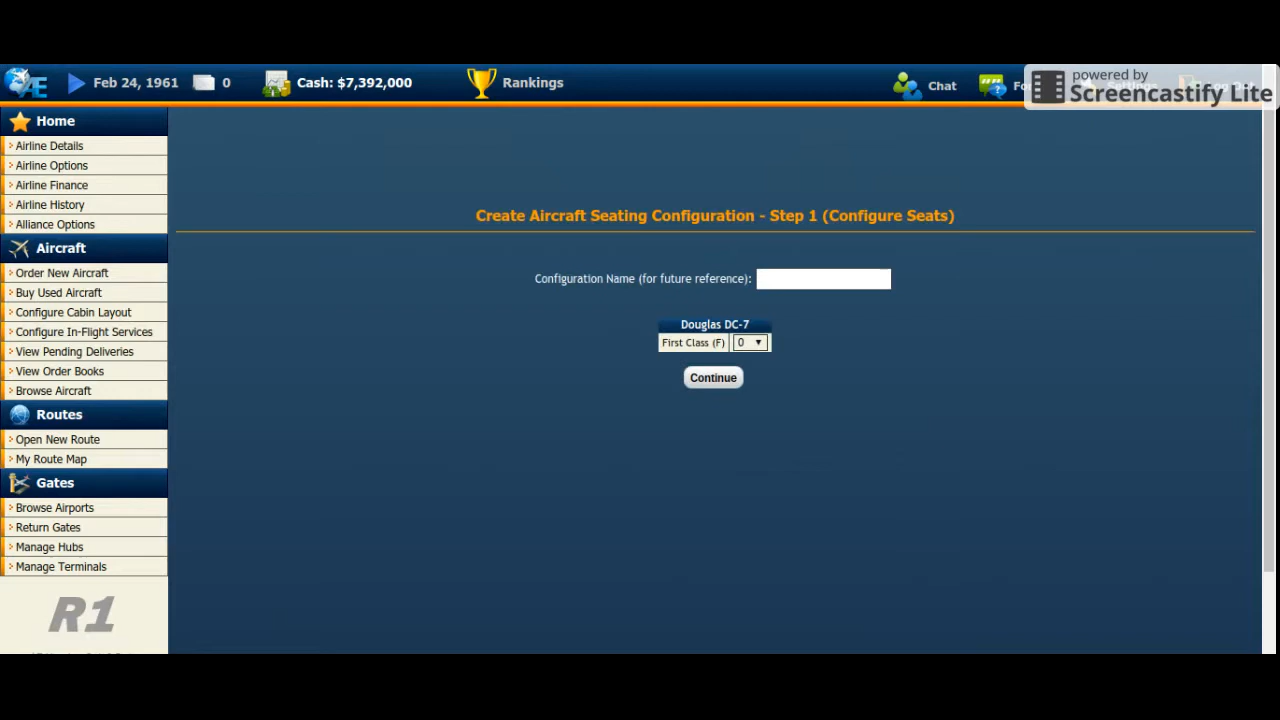 Feb 24, 1961 0 Cash: $7,392,000 Rankings Chat
powered by
Screencastify Lite
Home
Airline Details
Airline Options
Airline Finance
Airline History
Alliance Options
Aircraft
Order New Aircraft
Buy Used Aircraft
Configure Cabin Layout
Configure In-Flight Services
View Pending Deliveries
View Order Books
Browse Aircraft
Routes
Open New Route
My Route Map
Gates
Browse Airports
Return Gates
Manage Hubs
Manage Terminals
R1
Create Aircraft Seating Configuration - Step 1 (Configure Seats)
Configuration Name (for future reference):
Douglas DC-7
First Class (F) 0
Continue